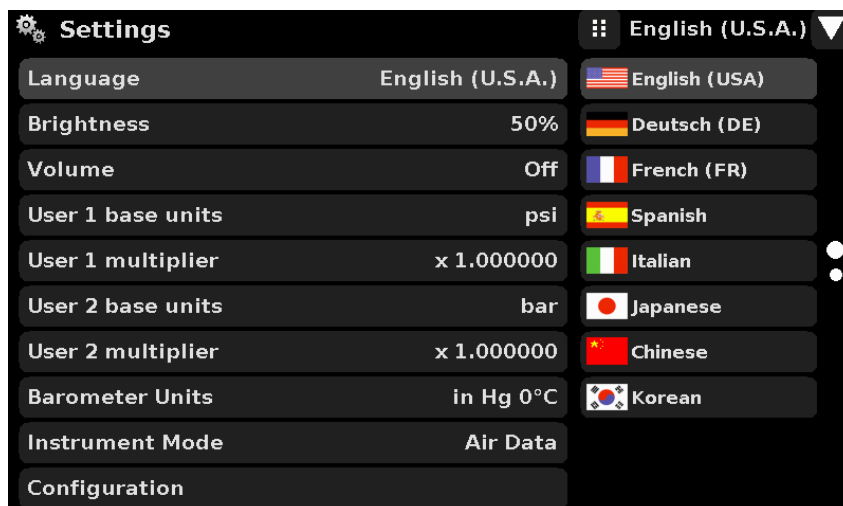 Settings
English (U.S.A.)
Language English (U.S.A.)
Brightness 50%
Volume Off
User 1 base units psi
User 1 multiplier x 1.000000
User 2 base units bar
User 2 multiplier x 1.000000
Barometer Units in Hg 0°C
Instrument Mode Air Data
Configuration
English (USA)
Deutsch (DE)
French (FR)
Spanish
Italian
Japanese
Chinese
Korean